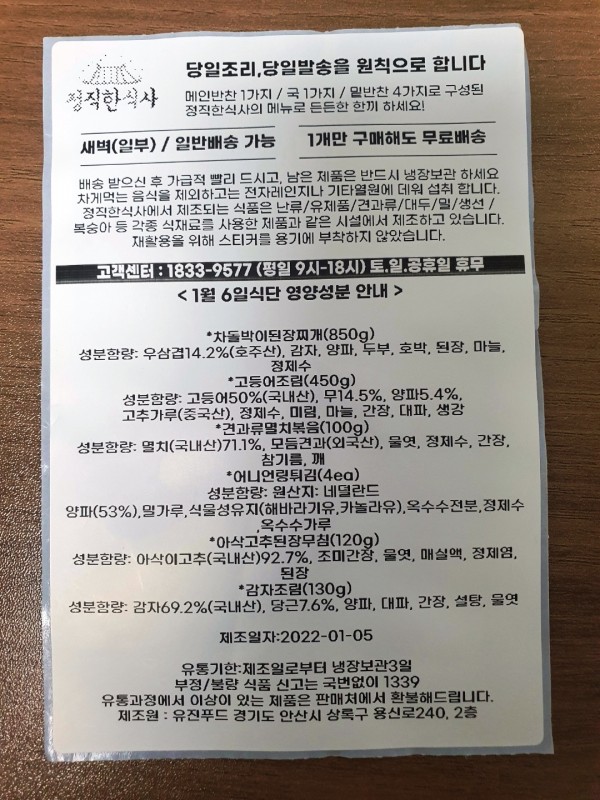 정직한식사
당일조리,당일발송을 원칙으로 합니다
메인반찬 1가지 / 국 1가지 / 밑반찬 4가지로 구성된
정직한식사의 메뉴로 든든한 한끼 하세요!
새벽(일부) / 일반배송 가능
1개만 구매해도 무료배송
배송 받으신 후 가급적 빨리 드시고, 남은 제품은 반드시 냉장보관 하세요
차게먹는 음식을 제외하고는 전자레인지나 기타열원에 데워 섭취 합니다.
정직한식사에서 제조되는 식품은 난류/유제품/견과류/대두/밀/생선/
복숭아 등 각종 식재료를 사용한 제품과 같은 시설에서 제조하고 있습니다.
재활용을 위해 스티커를 용기에 부착하지 않았습니다.
고객센터 : 1833-9577 (평일 9시-18시) 토.일.공휴일 휴무
< 1월 6일식단 영양성분 안내 >
*차돌박이된장찌개(850g)
성분함량: 우삼겹14.2%(호주산), 감자, 양파, 두부, 호박, 된장, 마늘,
정제수
*고등어조림(450g)
성분함량: 고등어50%(국내산), 무14.5%, 양파5.4%,
고추가루(중국산), 정제수, 미림, 마늘, 간장, 대파, 생강
*견과류멸치볶음(100g)
성분함량: 멸치(국내산)71.1%, 모듬견과(외국산), 물엿, 정제수, 간장,
참기름, 깨
*어니언링튀김(4ea)
성분함량: 원산지: 네덜란드
양파(53%),밀가루,식물성유지(해바라기유,카놀라유),옥수수전분,정제수
,옥수수가루
*아삭고추된장무침(120g)
성분함량: 아삭이고추(국내산)92.7%, 조미간장, 물엿, 매실액, 정제염,
된장
*감자조림(130g)
성분함량: 감자69.2%(국내산), 당근7.6%, 양파, 대파, 간장, 설탕, 물엿
제조일자:2022-01-05
유통기한:제조일로부터 냉장보관3일
부정/불량 식품 신고는 국번없이 1339
유통과정에서 이상이 있는 제품은 판매처에서 환불해드립니다.
제조원 : 유진푸드 경기도 안산시 상록구 용신로240, 2층